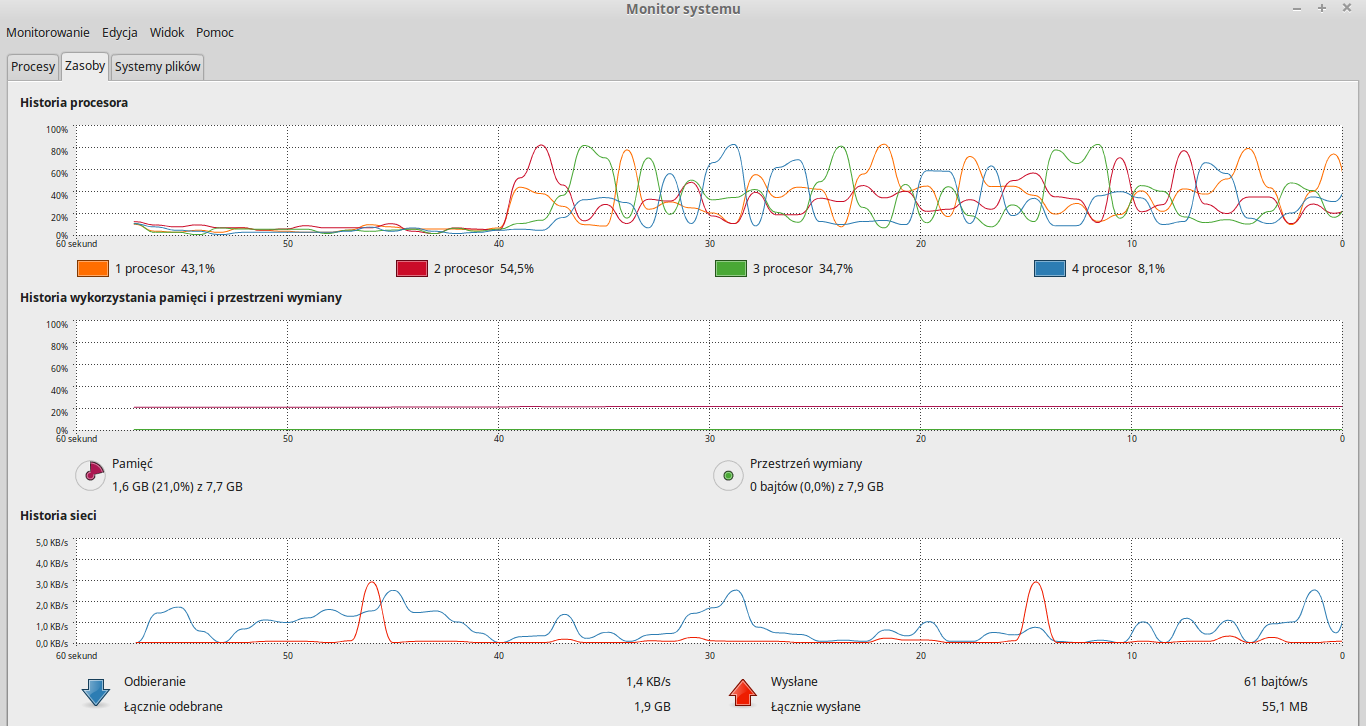 Monitor systemu
Monitorowanie Edycja Widok Pomoc
Procesy Zasoby Systemy plików
Historia procesora
100%
80%
60%
40%
20%
0%
60 sekund 50 40 30 20 10 0
1 procesor 43,1% 2 procesor 54,5% 3 procesor 34,7% 4 procesor 8,1%
Historia wykorzystania pamięci i przestrzeni wymiany
100%
80%
60%
40%
20%
0%
60 sekund 50 40 30 20 10 0
Pamięć Przestrzeń wymiany
1,6 GB (21,0%) z 7,7 GB 0 bajtów (0,0%) z 7,9 GB
Historia sieci
5,0 KB/s
4,0 KB/s
3,0 KB/s
2,0 KB/s
1,0 KB/s
0,0 KB/s
60 sekund 50 40 30 20 10 0
Odbieranie 1,4 KB/s Wysłane 61 bajtów/s
Łącznie odebrane 1,9 GB Łącznie wysłane 55,1 MB